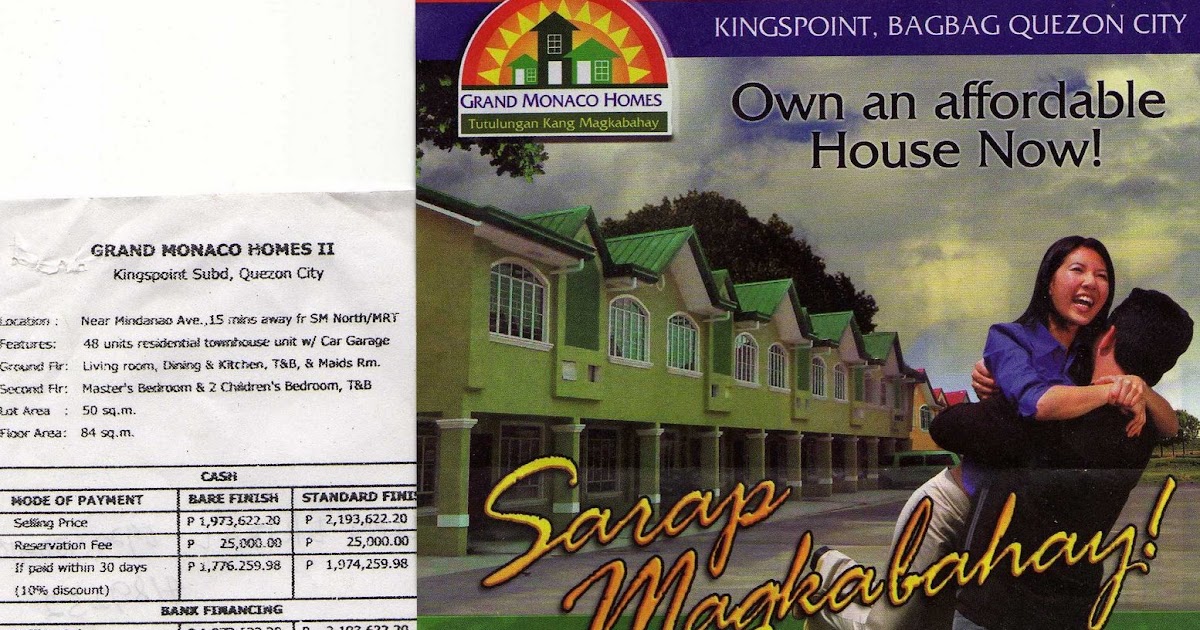 GRAND MONACO HOMES II
Kingspoint Subd, Quezon City
Location : Near Mindanao Ave.,15 mins away fr SM North/MRT
Features: 48 units residential townhouse unit w/ Car Garage
Ground Flr: Living room, Dining & Kitchen, T&B, & Maids Rm.
Second Flr: Master's Bedroom & 2 Children's Bedroom, T&B
Lot Area : 50 sq.m.
Floor Area: 84 sq.m.
CASH
MODE OF PAYMENT BARE FINISH STANDARD FINIS
Selling Price P 1,973,622.20 P 2,193,622.20
Reservation Fee P 25,000.00 P 25,000.00
If paid within 30 days P 1,776.259.98 P 1,974,259.98
(10% discount)
BANK FINANCING
GRAND MONACO HOMES
Tutulungan Kang Magkabahay
KINGSPOINT, BAGBAG QUEZON CITY
Own an affordable
House Now!
Sarap
Magkabahay!